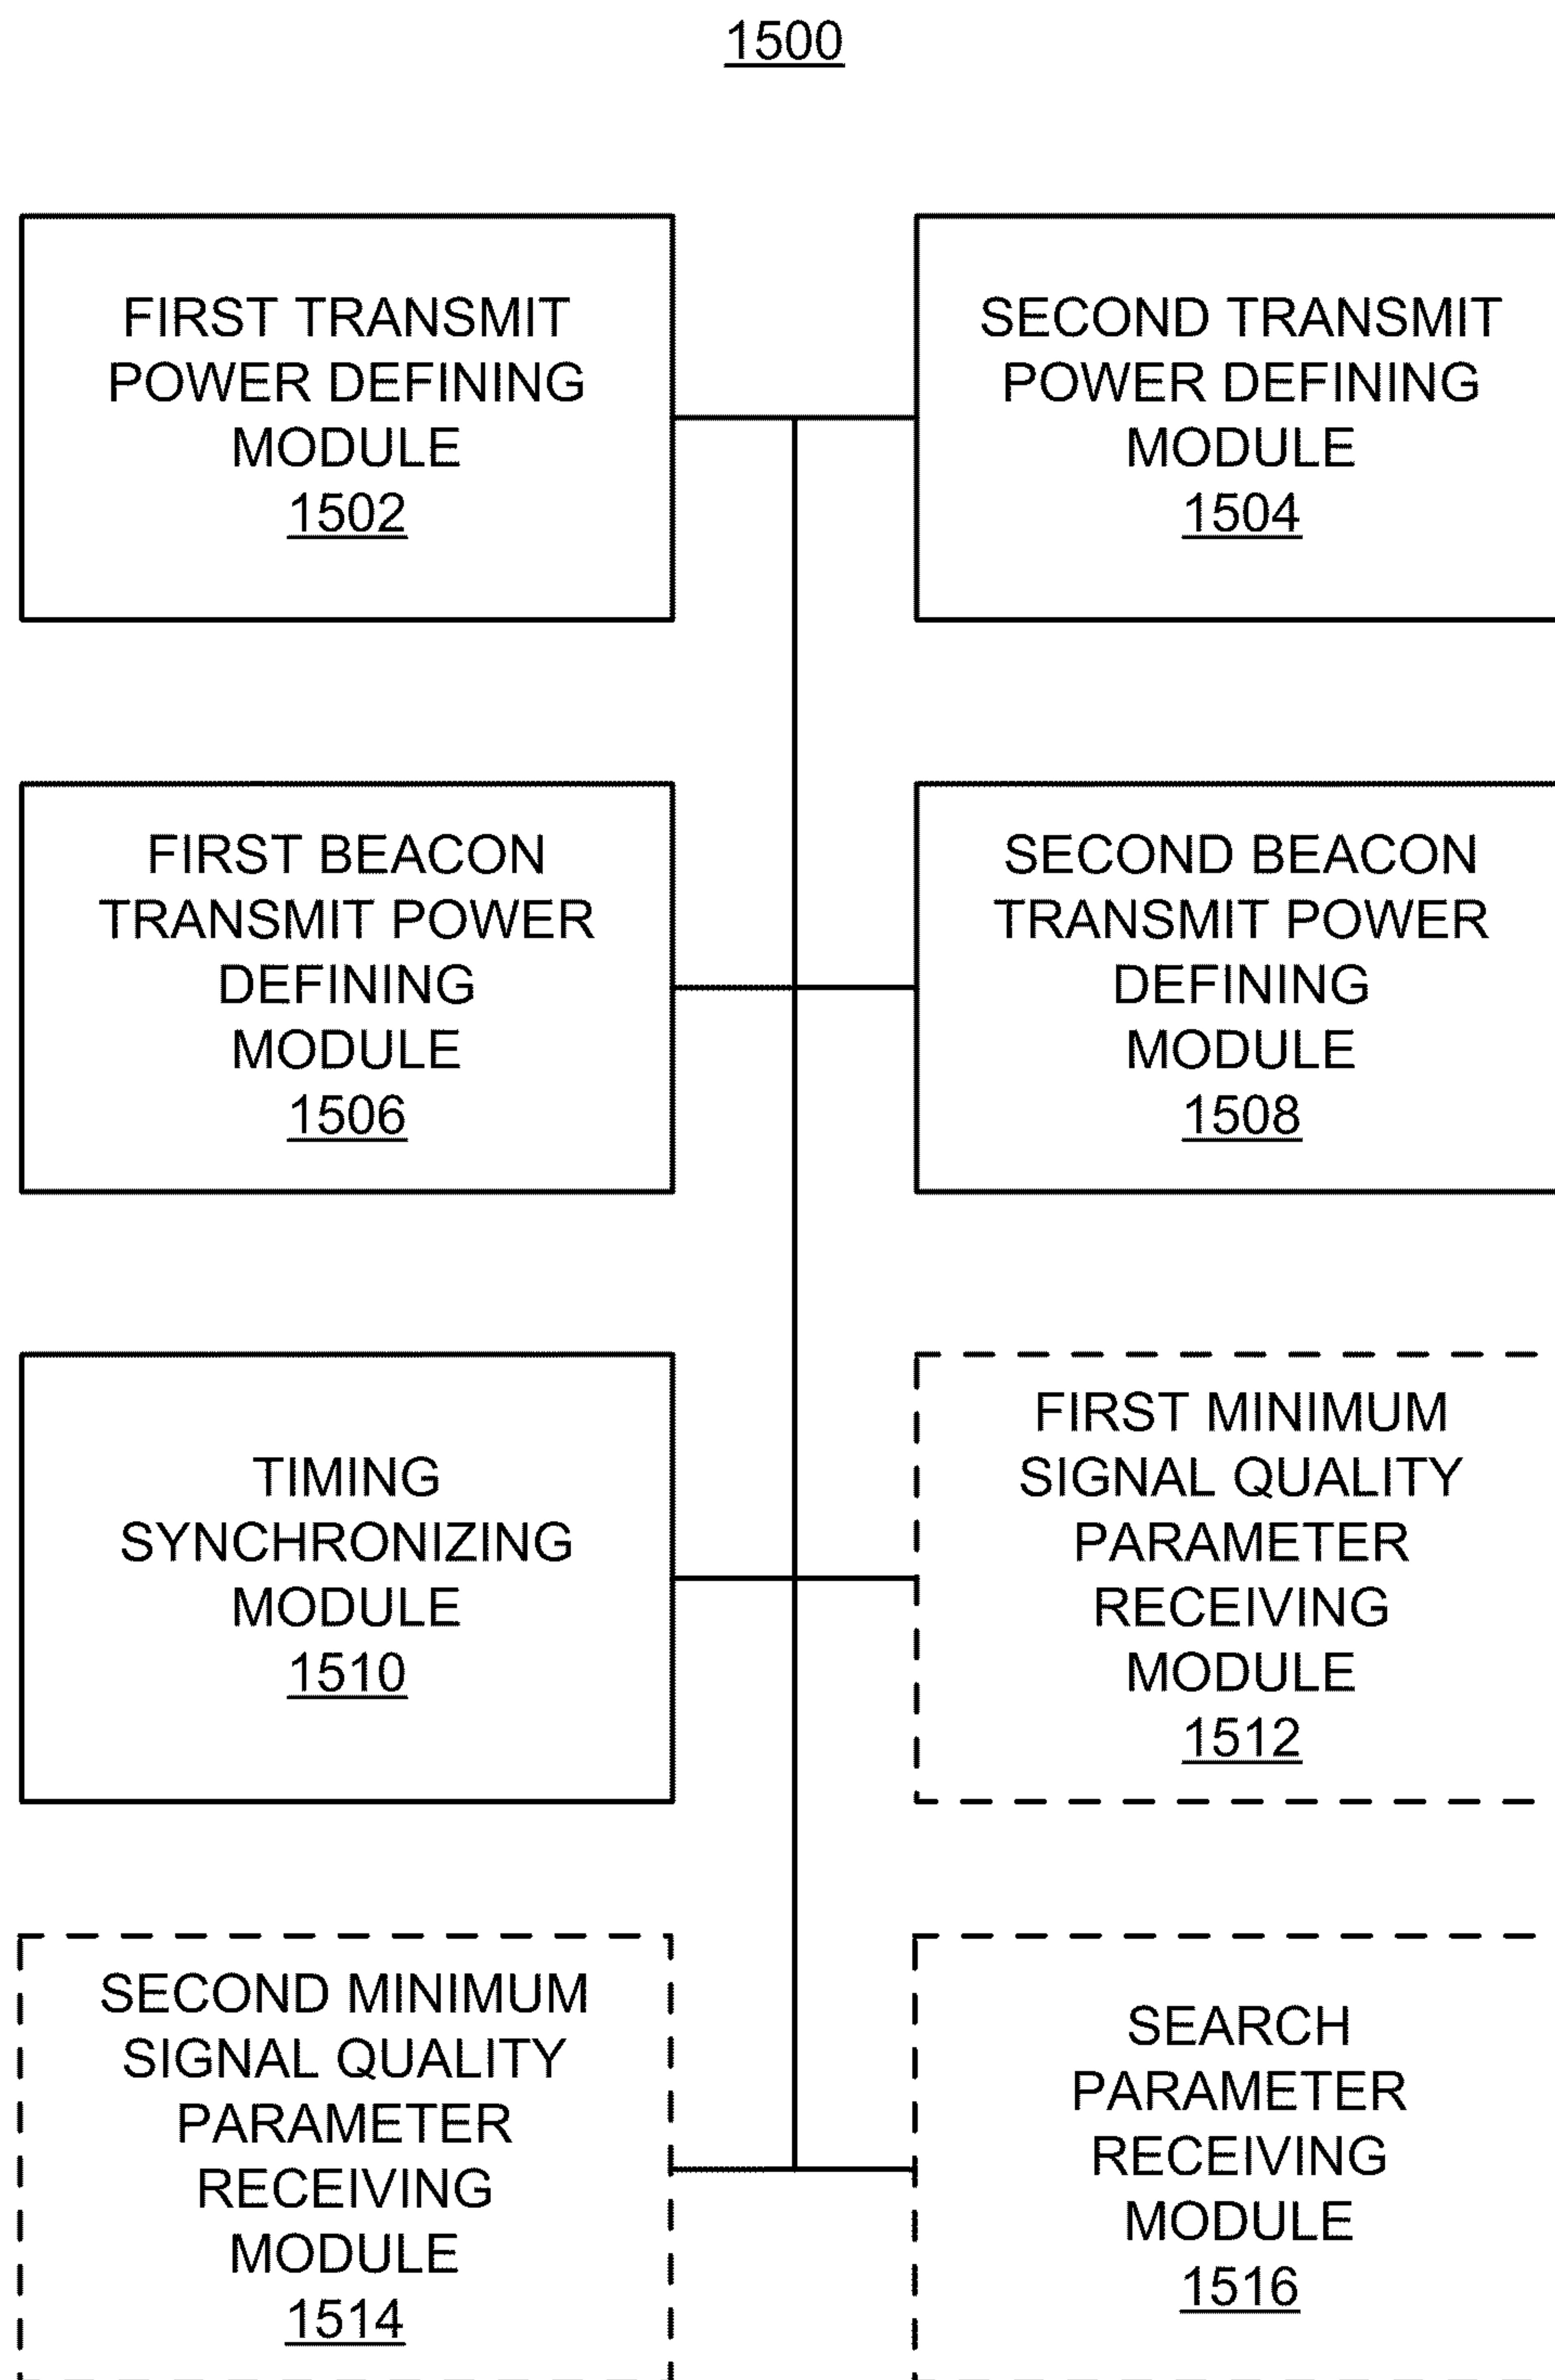 1500
FIRST TRANSMIT
POWER DEFINING
MODULE
1502
SECOND TRANSMIT
POWER DEFINING
MODULE
1504
FIRST BEACON
TRANSMIT POWER
DEFINING
MODULE
1506
SECOND BEACON
TRANSMIT POWER
DEFINING
MODULE
1508
TIMING
SYNCHRONIZING
MODULE
1510
FIRST MINIMUM
SIGNAL QUALITY
PARAMETER
RECEIVING
MODULE
1512
SECOND MINIMUM
SIGNAL QUALITY
PARAMETER
RECEIVING
MODULE
1514
SEARCH
PARAMETER
RECEIVING
MODULE
1516